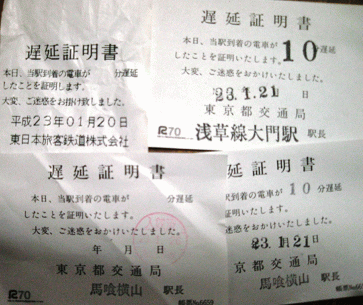 遅延証明書
本日、当駅到着の電車が 分遅延
したことを証明します。
大変、ご迷惑をお掛け致しました。
平成23年01月20日
東日本旅客鉄道株式会社
遅延証明書
本日、当駅到着の電車が 10 分遅延
したことを証明いたします。
大変、ご迷惑をおかけいたしました。
23.1.21
東京都交通局
R70 浅草線大門駅 駅長
遅延証明書
本日、当駅到着の電車が 分遅延
したことを証明いたします。
大変、ご迷惑をおかけいたしました。
年 月 日
東京都交通局
馬喰横山 駅長
R70
延証明書
駅到着の電車が 10 分遅延
とを証明いたします。
ご迷惑をおかけいたしました。
23.1.21 日
東京都交通局
馬喰横山 駅長